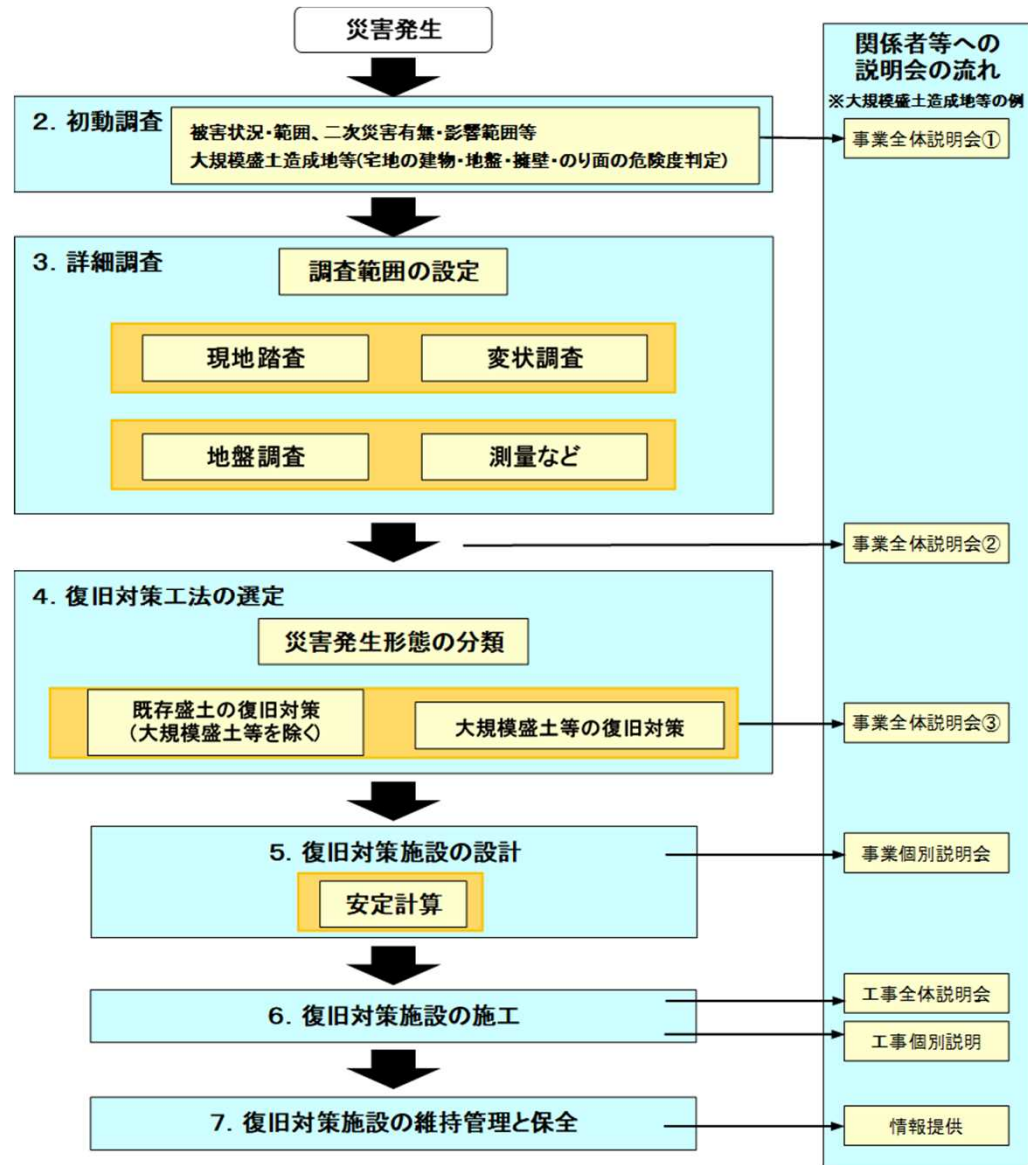 災害発生
関係者等への
説明会の流れ
※大規模盛土造成地等の例
2. 初動調査
被害状況・範囲、二次災害有無・影響範囲等
大規模盛土造成地等(宅地の建物・地盤・擁壁・のり面の危険度判定)
事業全体説明会①
3. 詳細調査
調査範囲の設定
現地踏査
変状調査
地盤調査
測量など
事業全体説明会②
4. 復旧対策工法の選定
災害発生形態の分類
既存盛土の復旧対策
(大規模盛土等を除く)
大規模盛土等の復旧対策
事業全体説明会③
5. 復旧対策施設の設計
安定計算
事業個別説明会
6. 復旧対策施設の施工
工事全体説明会
工事個別説明
7. 復旧対策施設の維持管理と保全
情報提供